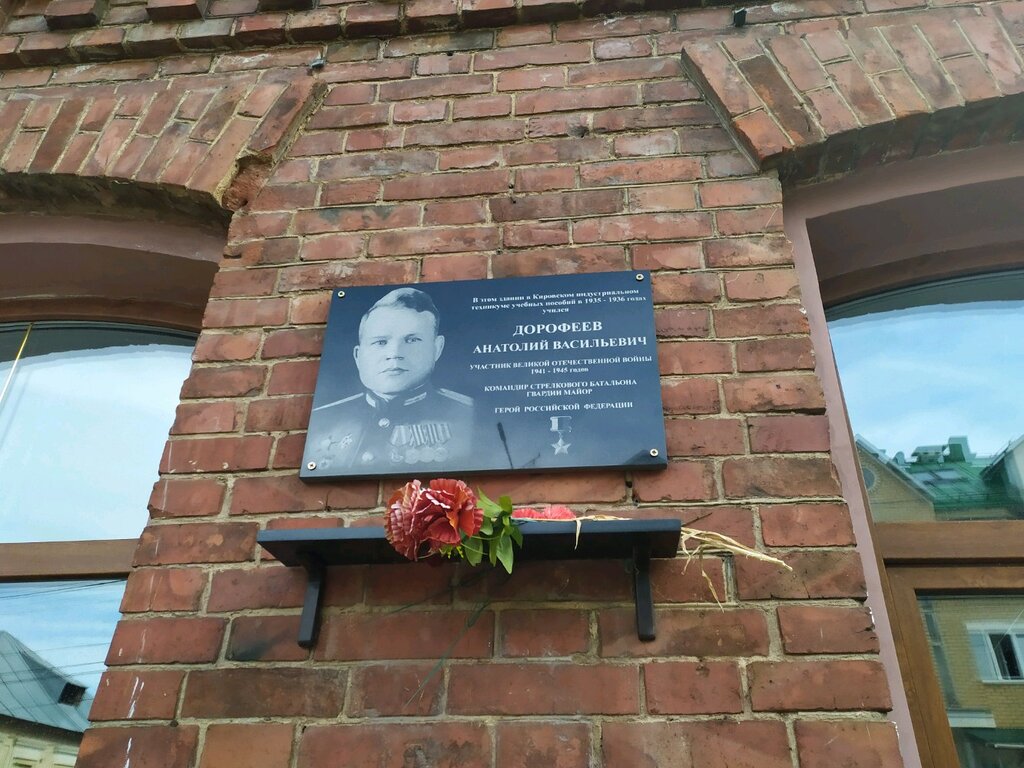 В этом здании в Кировском индустриальном
техникуме учебных пособий в 1935 - 1936 годах
учился
ДОРОФЕЕВ
АНАТОЛИЙ ВАСИЛЬЕВИЧ
УЧАСТНИК ВЕЛИКОЙ ОТЕЧЕСТВЕННОЙ ВОЙНЫ
1941 - 1945 годов
КОМАНДИР СТРЕЛКОВОГО БАТАЛЬОНА
ГВАРДИИ МАЙОР
ГЕРОЙ РОССИЙСКОЙ ФЕДЕРАЦИИ